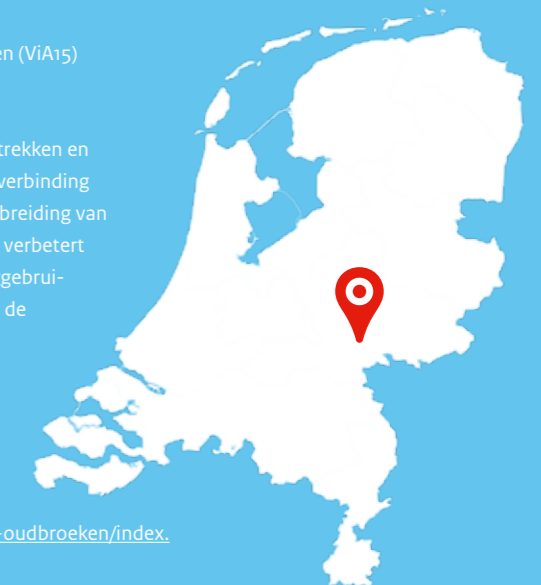 en (ViA15)
trekken en
verbinding
breiding van
verbetert
gebrui-
de
-oudbroeken/index.